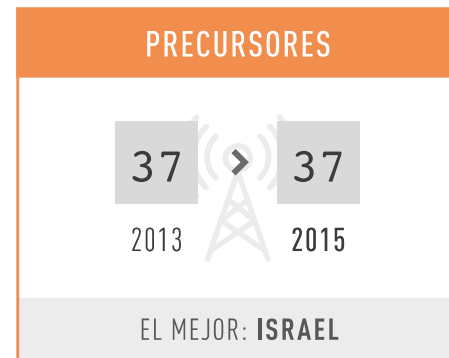 PRECURSORES
37 > 37
2013 2015
EL MEJOR: ISRAEL